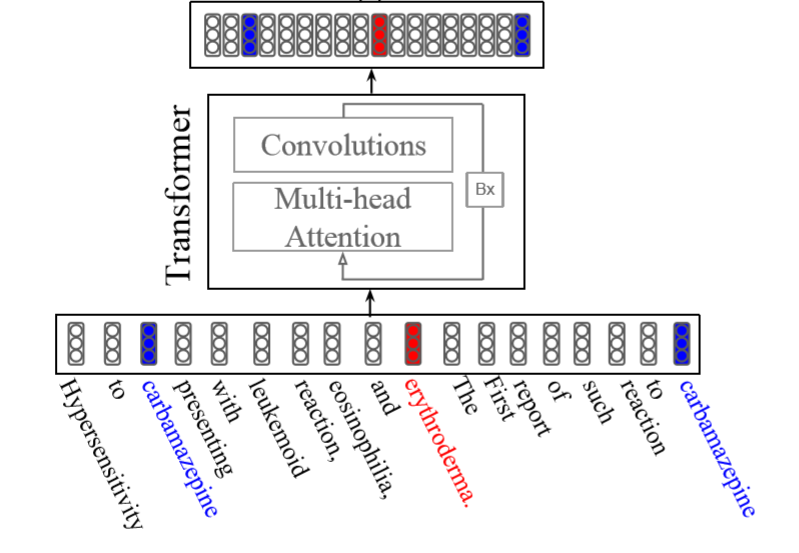 Transformer
Convolutions
Multi-head
Attention
Bx
Hypersensitivity
to
carbamazepine
presenting
with
leukemoid
reaction,
eosinophilia,
and
erythroderma.
The
First
report
of
such
reaction
to
carbamazepine